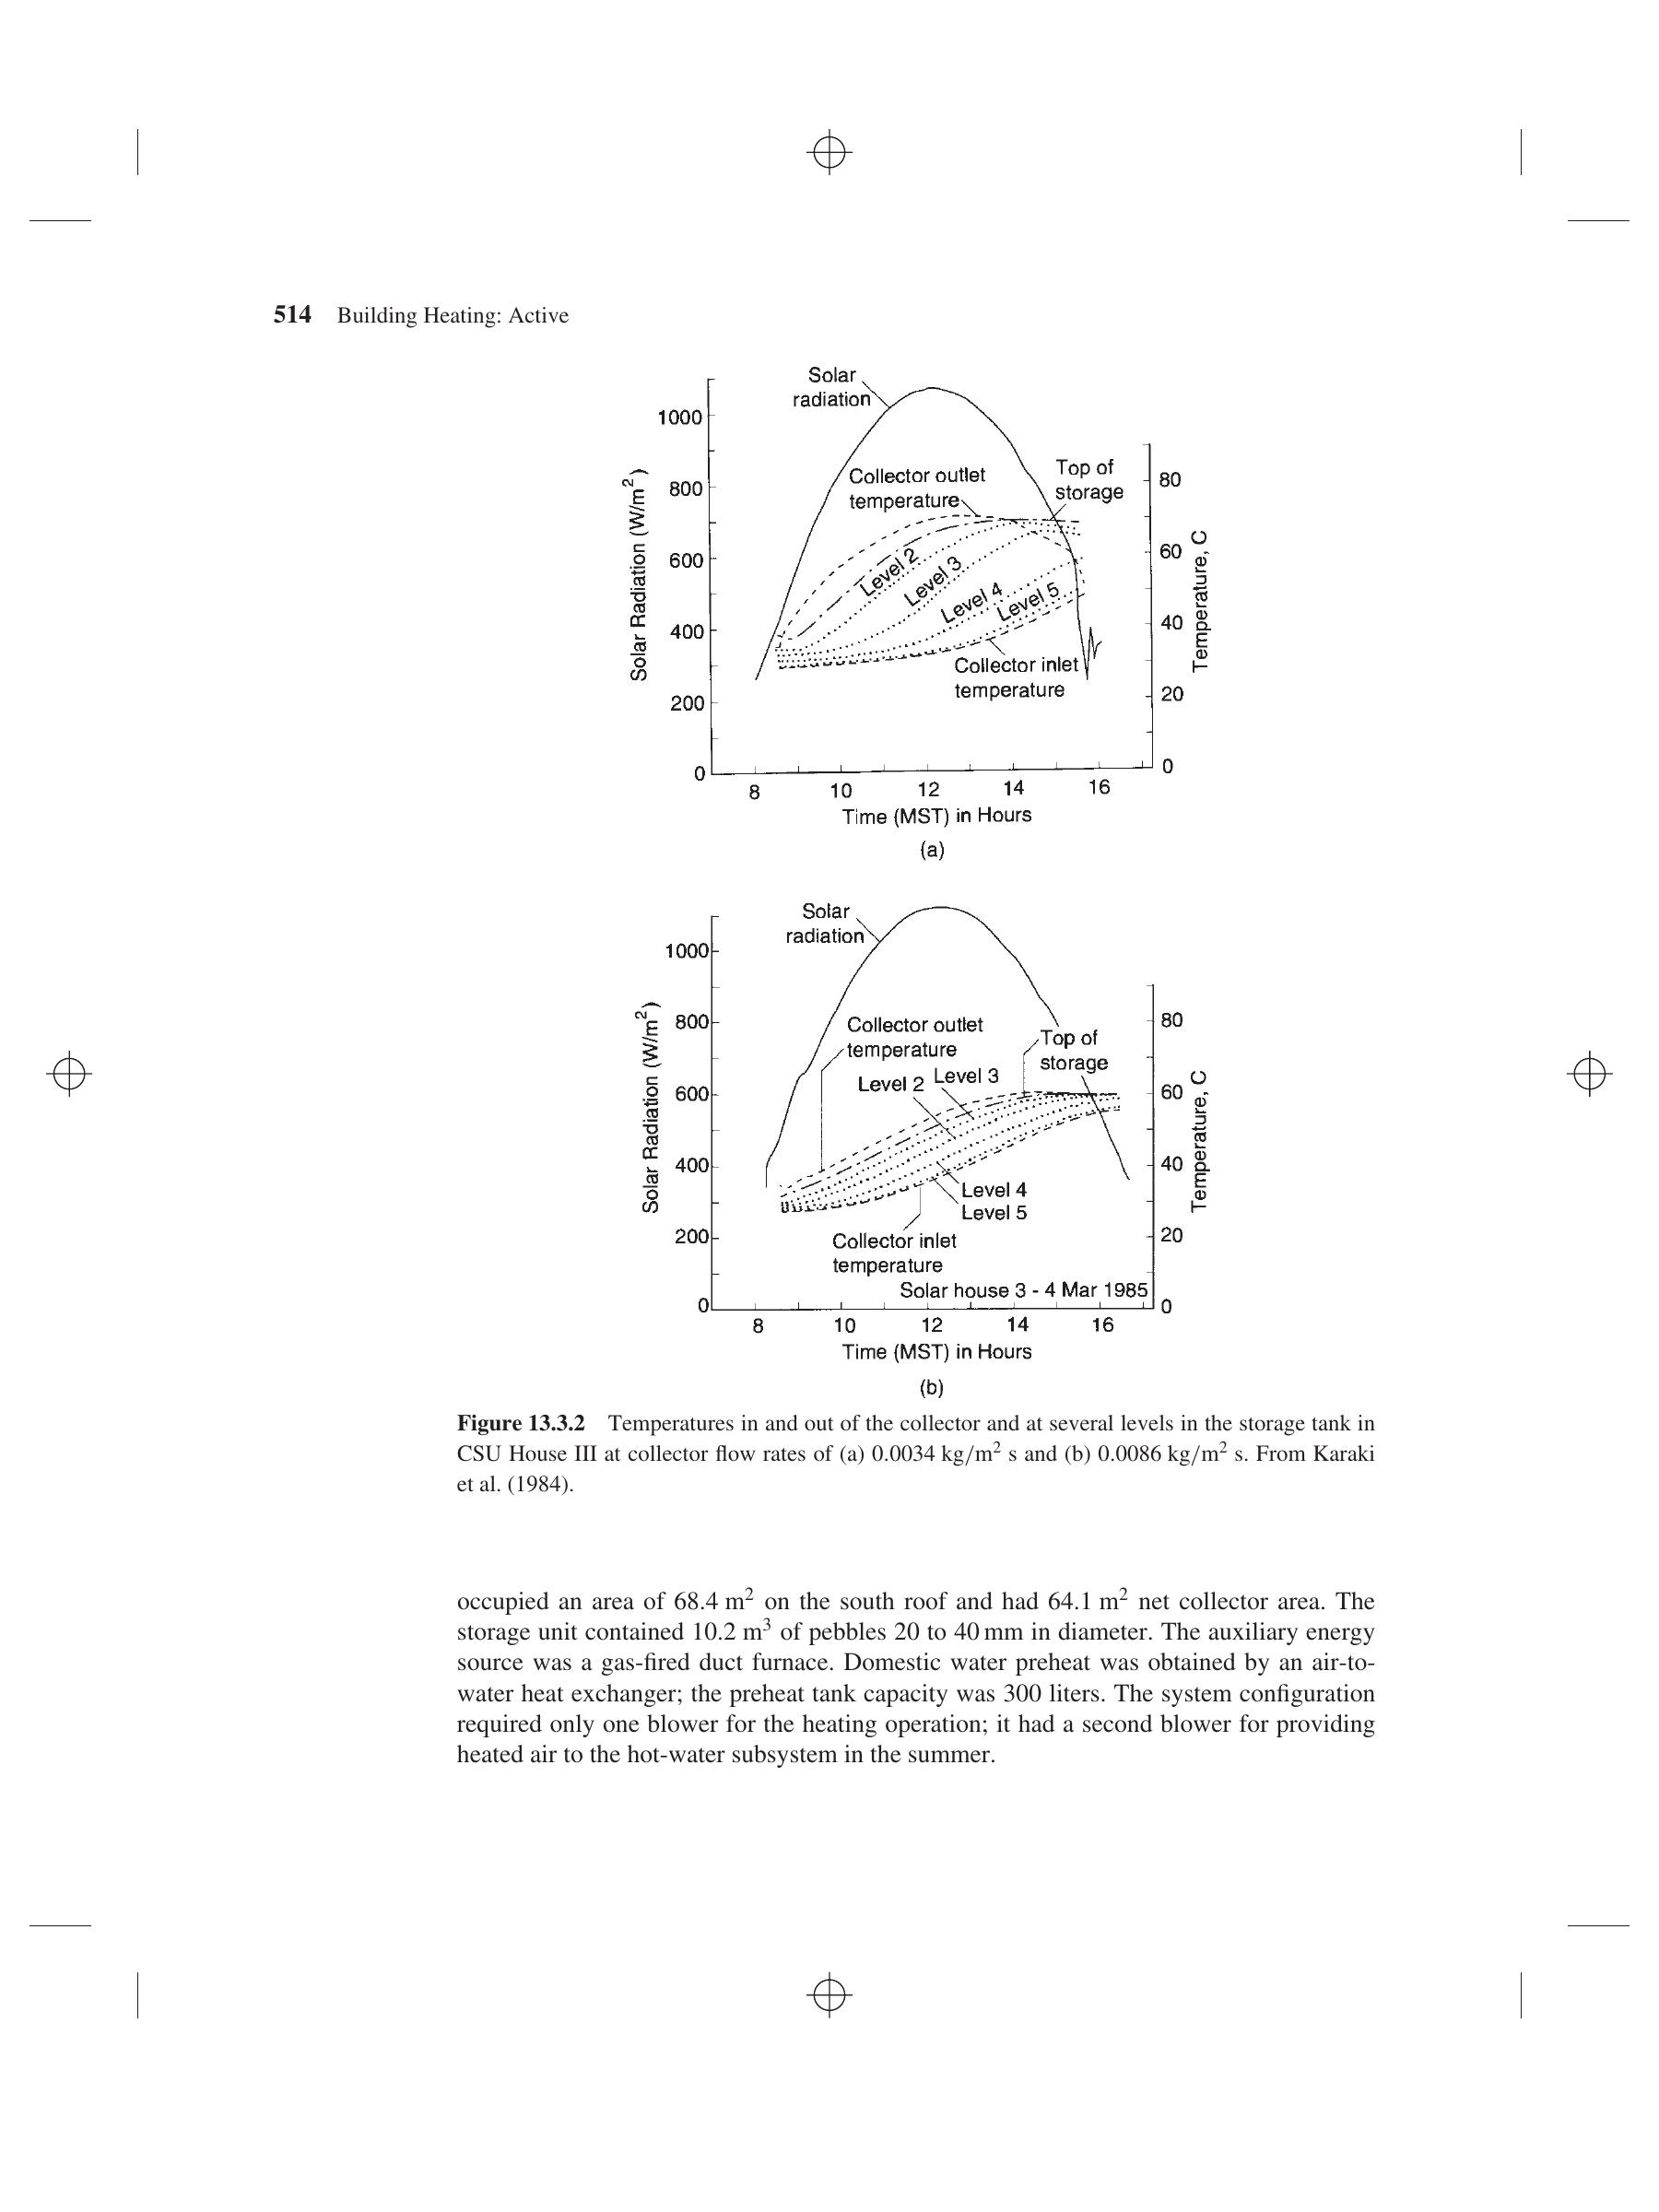 514 Building Heating: Active
Solar
radiation
1000
800
600
400
200
0
Solar Radiation (W/m²)
Collector outlet
temperature
Top of
storage
Level 2
Level 3
Level 4
Level 5
Collector inlet
temperature
80
60
40
20
0
Temperature, C
8 10 12 14 16
Time (MST) in Hours
(a)
Solar
radiation
1000
800
600
400
200
0
Solar Radiation (W/m²)
Collector outlet
temperature
Top of
storage
Level 2 Level 3
Level 4
Level 5
Collector inlet
temperature
Solar house 3 - 4 Mar 1985
80
60
40
20
0
Temperature, C
8 10 12 14 16
Time (MST) in Hours
(b)
Figure 13.3.2 Temperatures in and out of the collector and at several levels in the storage tank in
CSU House III at collector flow rates of (a) 0.0034 kg/m² s and (b) 0.0086 kg/m² s. From Karaki
et al. (1984).
occupied an area of 68.4 m² on the south roof and had 64.1 m² net collector area. The
storage unit contained 10.2 m³ of pebbles 20 to 40 mm in diameter. The auxiliary energy
source was a gas-fired duct furnace. Domestic water preheat was obtained by an air-to-
water heat exchanger; the preheat tank capacity was 300 liters. The system configuration
required only one blower for the heating operation; it had a second blower for providing
heated air to the hot-water subsystem in the summer.